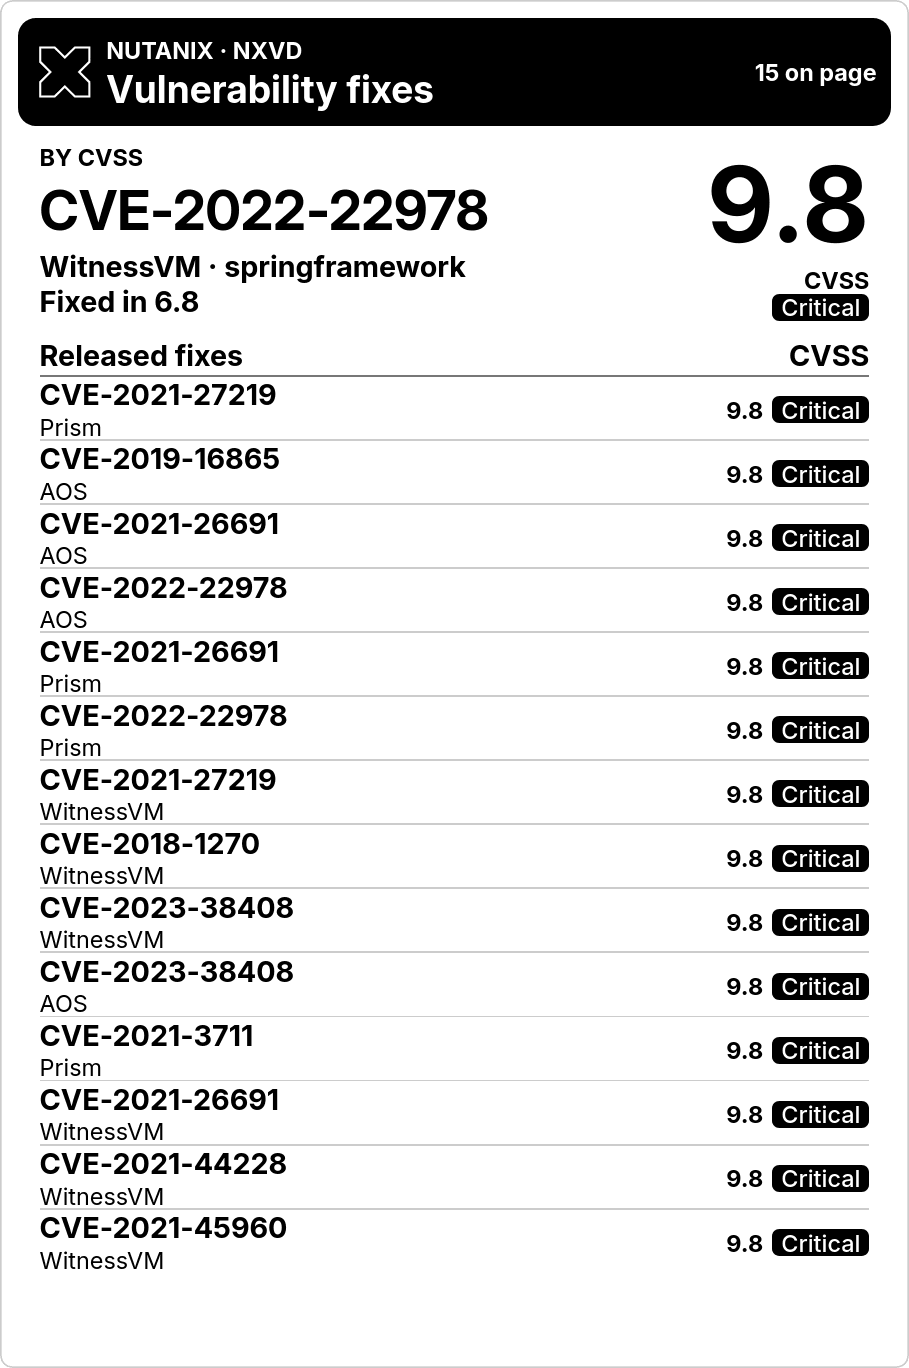 NUTANIX · NXVD
Vulnerability fixes
15 on page
BY CVSS
CVE-2022-22978
WitnessVM · springframework
Fixed in 6.8
9.8
CVSS
Critical
Released fixes CVSS
CVE-2021-27219
Prism
9.8 Critical
CVE-2019-16865
AOS
9.8 Critical
CVE-2021-26691
AOS
9.8 Critical
CVE-2022-22978
AOS
9.8 Critical
CVE-2021-26691
Prism
9.8 Critical
CVE-2022-22978
Prism
9.8 Critical
CVE-2021-27219
WitnessVM
9.8 Critical
CVE-2018-1270
WitnessVM
9.8 Critical
CVE-2023-38408
WitnessVM
9.8 Critical
CVE-2023-38408
AOS
9.8 Critical
CVE-2021-3711
Prism
9.8 Critical
CVE-2021-26691
WitnessVM
9.8 Critical
CVE-2021-44228
WitnessVM
9.8 Critical
CVE-2021-45960
WitnessVM
9.8 Critical